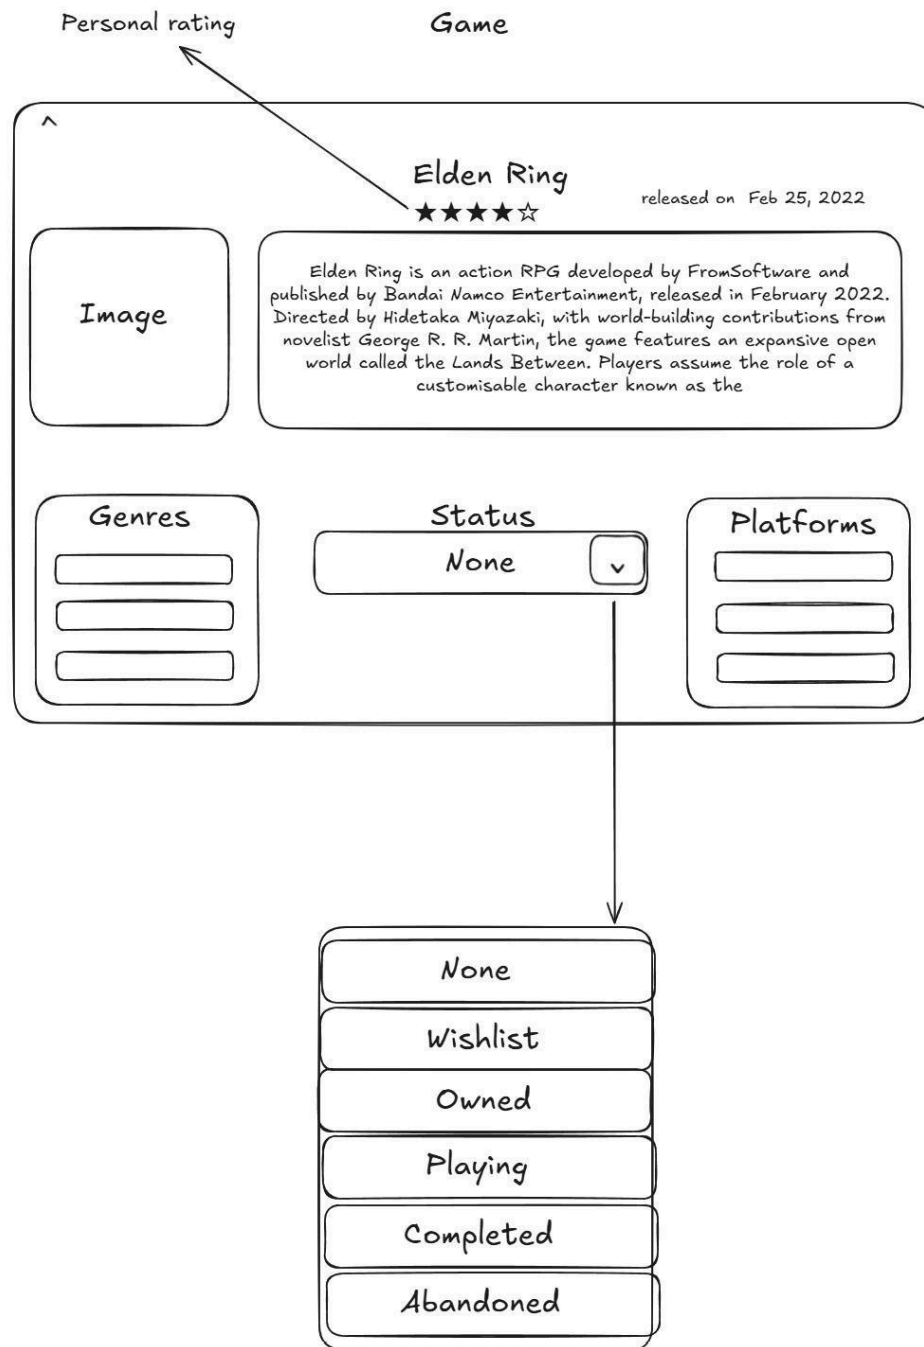 Personal rating
Game
^
Elden Ring
★★★★☆
released on Feb 25, 2022
Image
Elden Ring is an action RPG developed by FromSoftware and
published by Bandai Namco Entertainment, released in February 2022.
Directed by Hidetaka Miyazaki, with world-building contributions from
novelist George R. R. Martin, the game features an expansive open
world called the Lands Between. Players assume the role of a
customisable character known as the
Genres
Status
None
Platforms
None
Wishlist
Owned
Playing
Completed
Abandoned